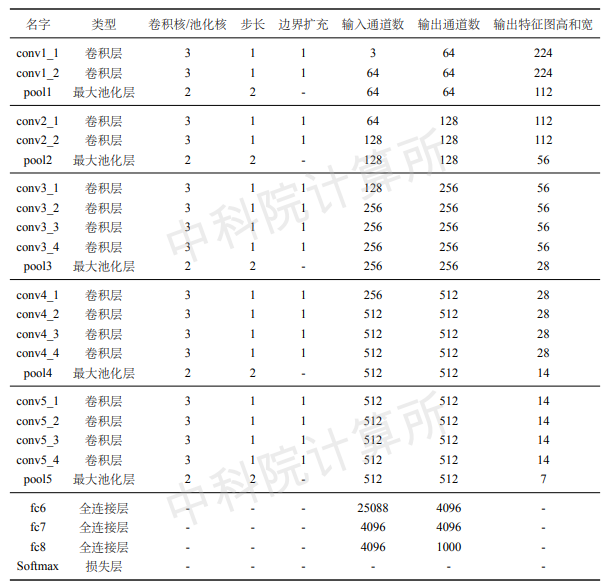 名字 类型 卷积核/池化核 步长 边界扩充 输入通道数 输出通道数 输出特征图高和宽
conv1_1 卷积层 3 1 1 3 64 224
conv1_2 卷积层 3 1 1 64 64 224
pool1 最大池化层 2 2 - 64 64 112
conv2_1 卷积层 3 1 1 64 128 112
conv2_2 卷积层 3 1 1 128 128 112
pool2 最大池化层 2 2 - 128 128 56
conv3_1 卷积层 3 1 1 128 256 56
conv3_2 卷积层 3 1 1 256 256 56
conv3_3 卷积层 3 1 1 256 256 56
conv3_4 卷积层 3 1 1 256 256 56
pool3 最大池化层 2 2 - 256 256 28
conv4_1 卷积层 3 1 1 256 512 28
conv4_2 卷积层 3 1 1 512 512 28
conv4_3 卷积层 3 1 1 512 512 28
conv4_4 卷积层 3 1 1 512 512 28
pool4 最大池化层 2 2 - 512 512 14
conv5_1 卷积层 3 1 1 512 512 14
conv5_2 卷积层 3 1 1 512 512 14
conv5_3 卷积层 3 1 1 512 512 14
conv5_4 卷积层 3 1 1 512 512 14
pool5 最大池化层 2 2 - 512 512 7
fc6 全连接层 - - - 25088 4096 -
fc7 全连接层 - - - 4096 4096 -
fc8 全连接层 - - - 4096 1000 -
Softmax 损失层 - - - - - -
中科院计算所
中科院计算所